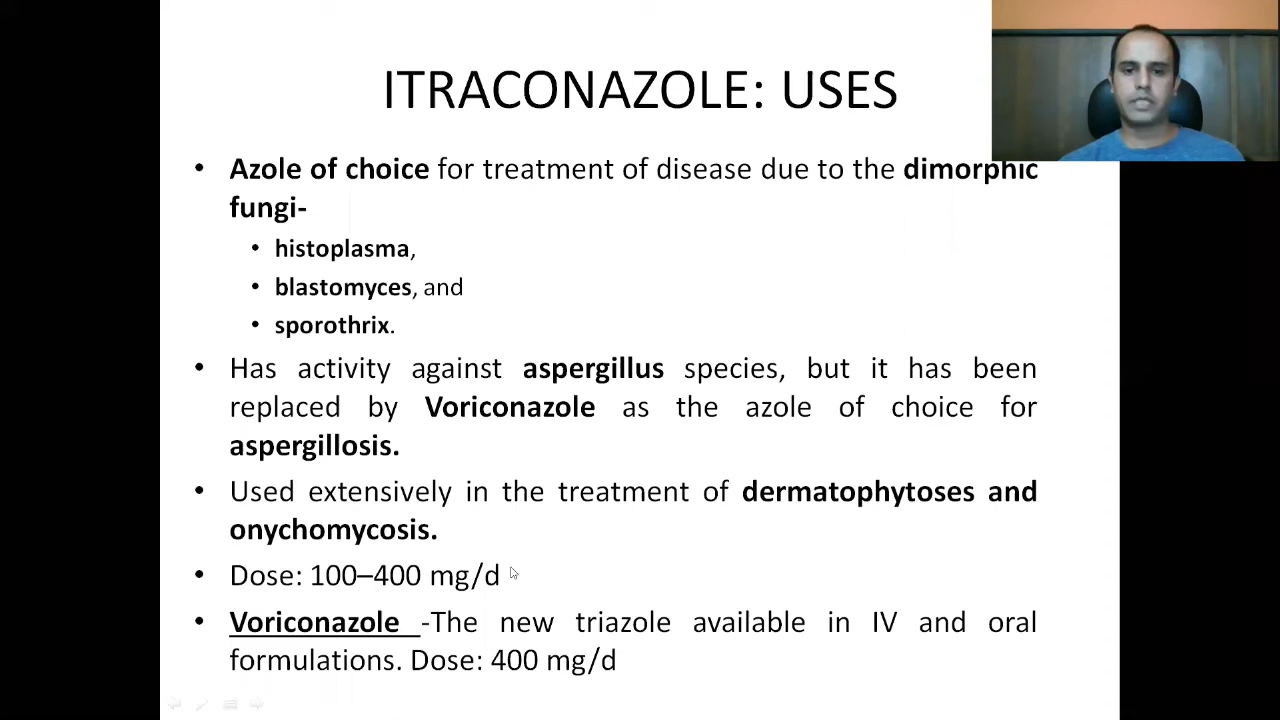 ITRACONAZOLE: USES
• Azole of choice for treatment of disease due to the dimorphic
fungi-
• histoplasma,
• blastomyces, and
• sporothrix.
• Has activity against aspergillus species, but it has been
replaced by Voriconazole as the azole of choice for
aspergillosis.
• Used extensively in the treatment of dermatophytoses and
onychomycosis.
• Dose: 100–400 mg/d
• Voriconazole -The new triazole available in IV and oral
formulations. Dose: 400 mg/d